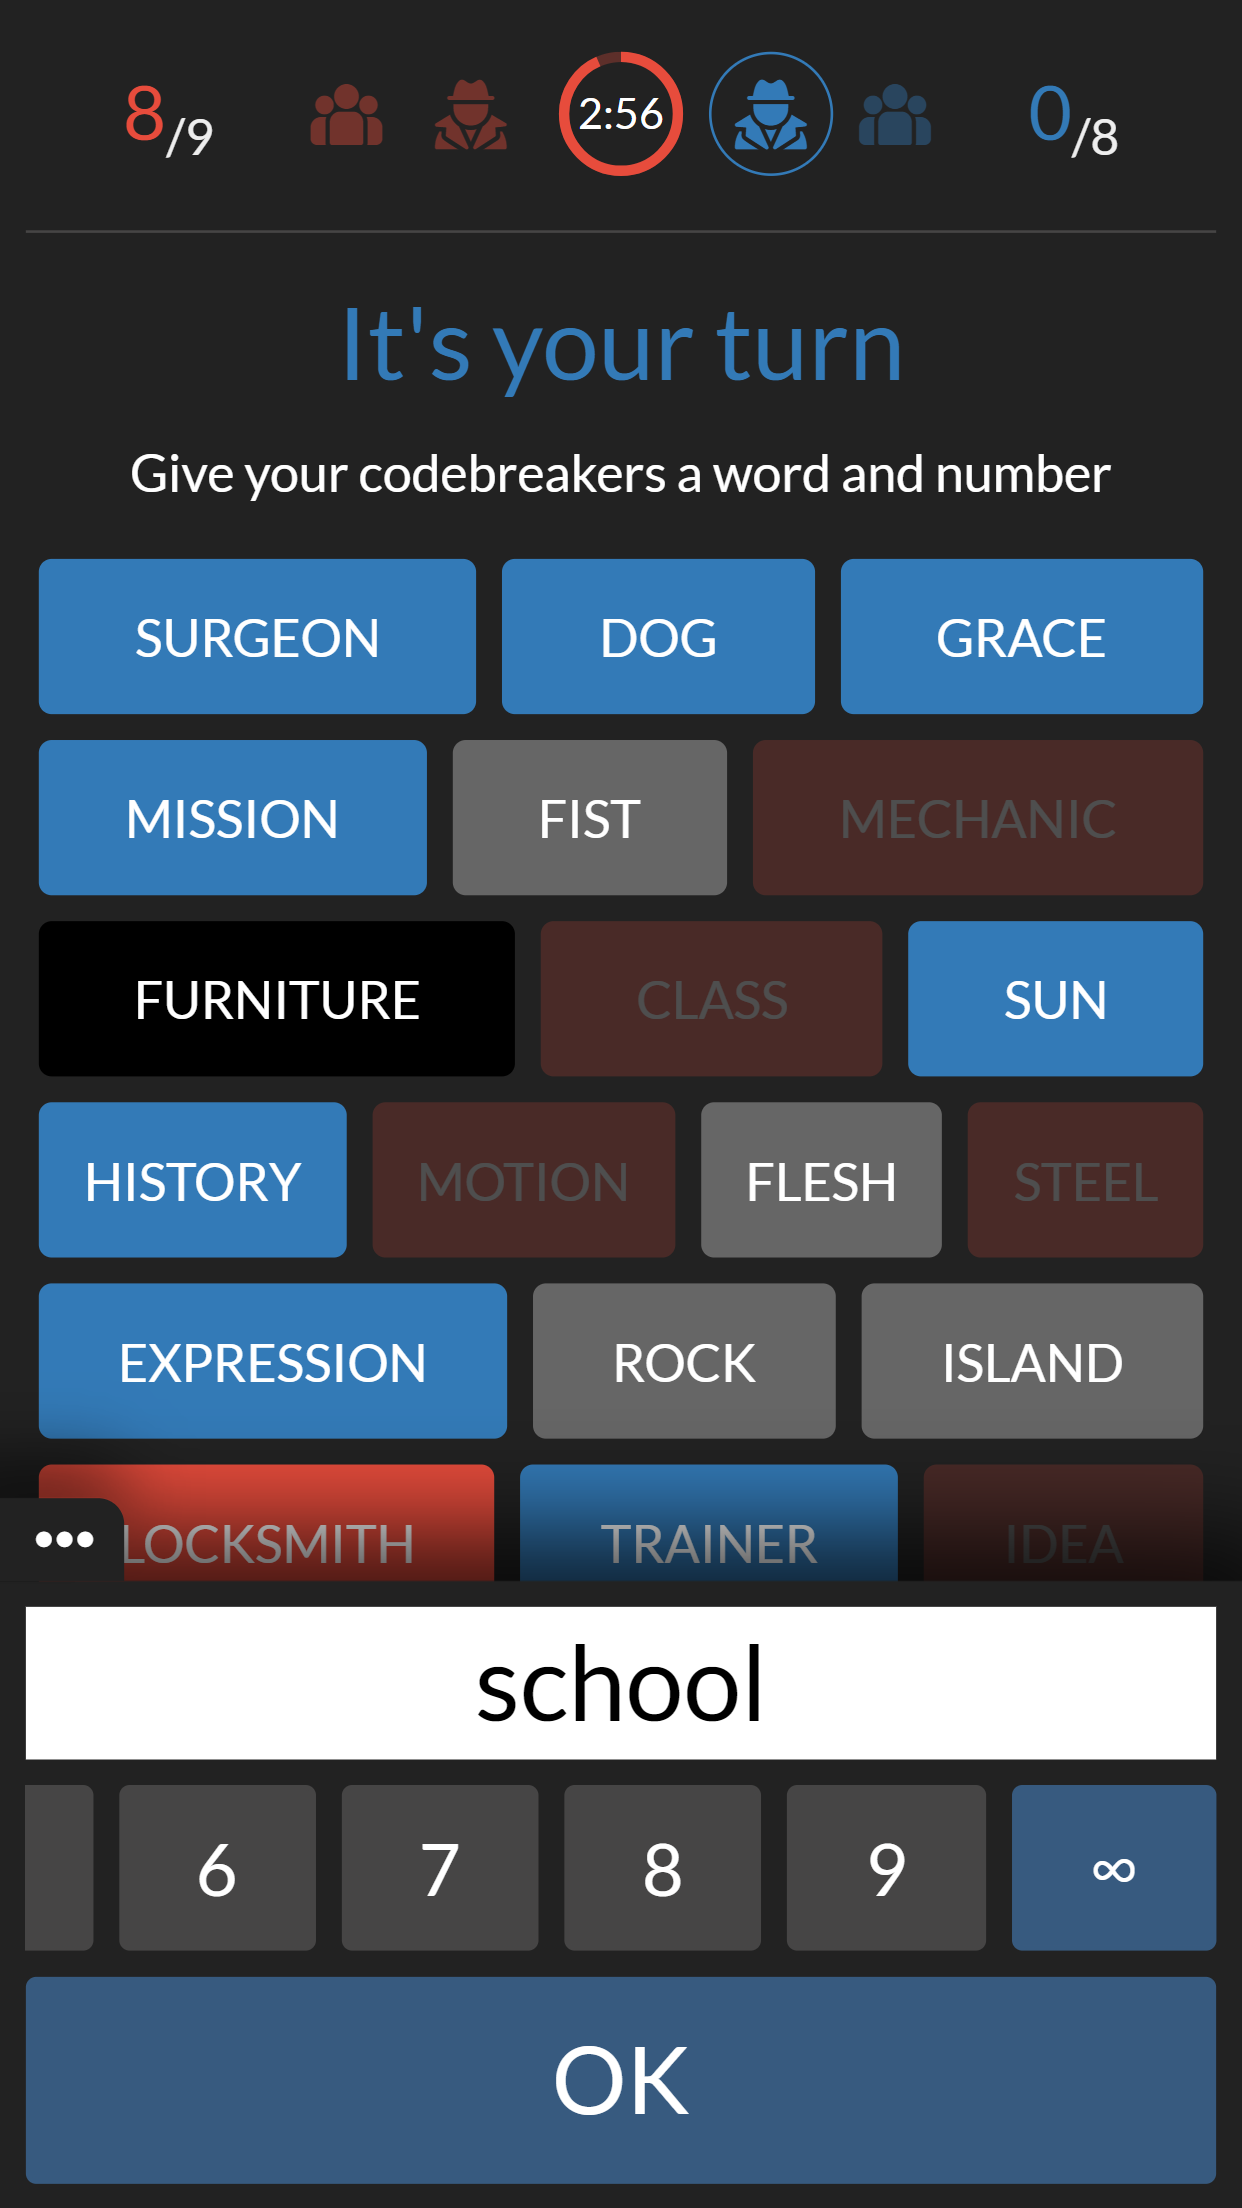 8/9 2:56 0/8
It's your turn
Give your codebreakers a word and number
SURGEON DOG GRACE
MISSION FIST MECHANIC
FURNITURE CLASS SUN
HISTORY MOTION FLESH STEEL
EXPRESSION ROCK ISLAND
LOCKSMITH TRAINER IDEA
school
6 7 8 9 ∞
OK